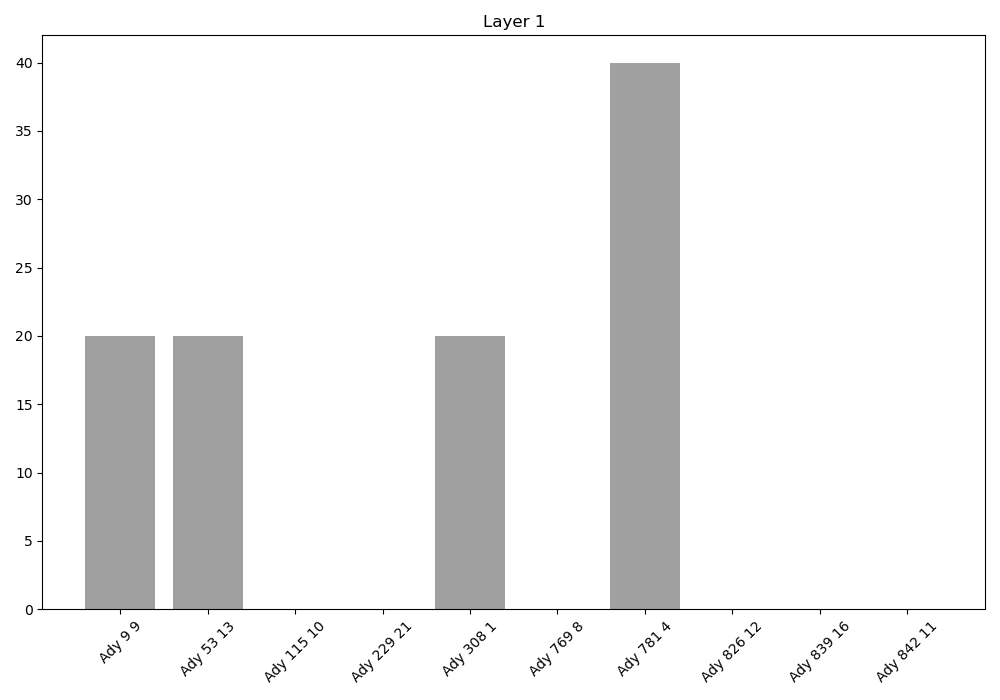 Layer 1
40
35
30
25
20
15
10
5
0
Ady 9 9
Ady 53 13
Ady 115 10
Ady 229 21
Ady 308 1
Ady 769 8
Ady 781 4
Ady 826 12
Ady 839 16
Ady 842 11